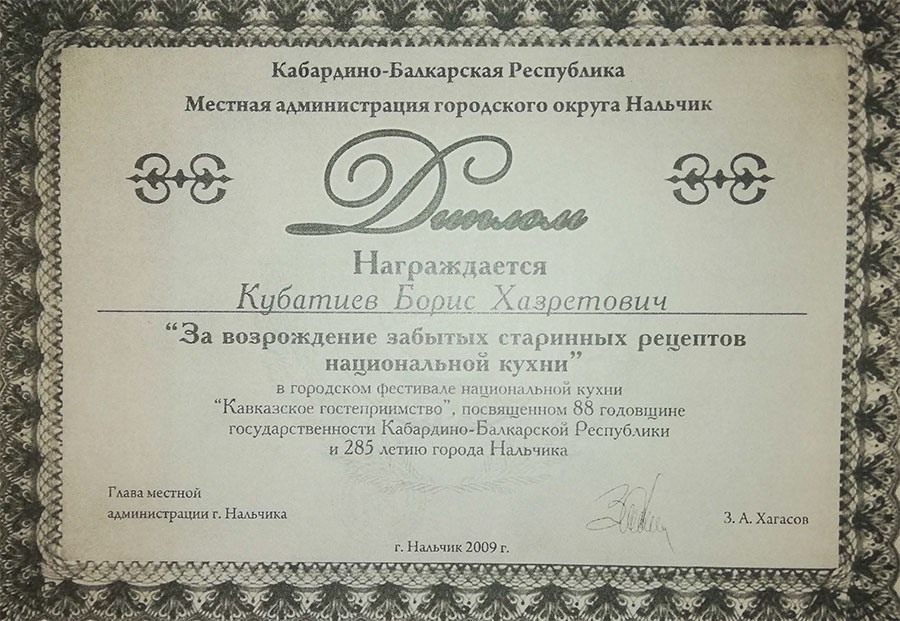 Кабардино-Балкарская Республика
Местная администрация городского округа Нальчик
Диплом
Награждается
Кубатиев Борис Хазретович
“За возрождение забытых старинных рецептов
национальной кухни”
в городском фестивале национальной кухни
“Кавказское гостеприимство”, посвященном 88 годовщине
государственности Кабардино-Балкарской Республики
и 285 летию города Нальчика
Глава местной
администрации г. Нальчика
З. А. Хагасов
г. Нальчик 2009 г.